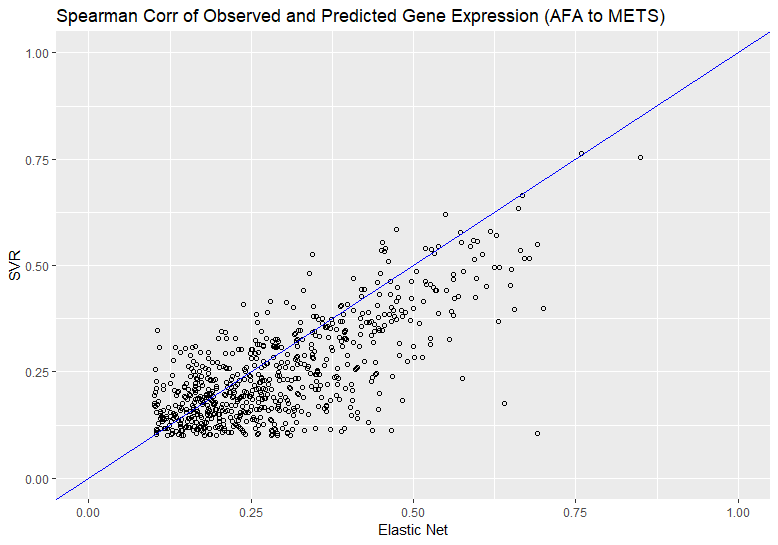 Spearman Corr of Observed and Predicted Gene Expression (AFA to METS)
1.00
0.75
0.50
0.25
0.00
SVR
0.00 0.25 0.50 0.75 1.00
Elastic Net